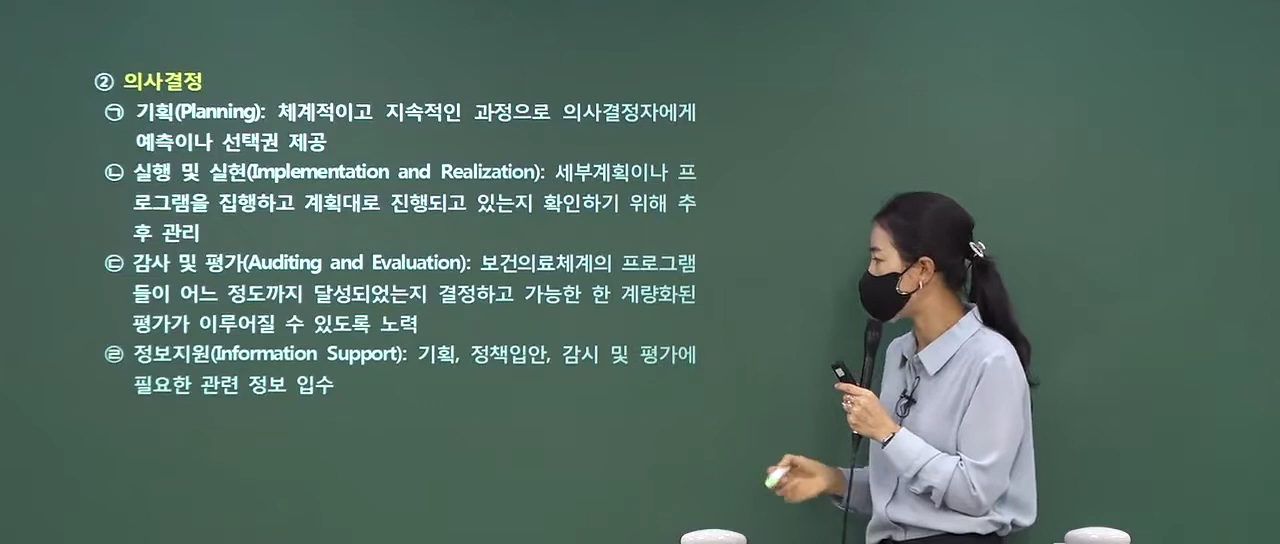 ② 의사결정
㉠ 기획(Planning): 체계적이고 지속적인 과정으로 의사결정자에게
예측이나 선택권 제공
㉡ 실행 및 실현(Implementation and Realization): 세부계획이나 프
로그램을 집행하고 계획대로 진행되고 있는지 확인하기 위해 추
후 관리
㉢ 감사 및 평가(Auditing and Evaluation): 보건의료체계의 프로그램
들이 어느 정도까지 달성되었는지 결정하고 가능한 한 계량화된
평가가 이루어질 수 있도록 노력
㉣ 정보지원(Information Support): 기획, 정책입안, 감시 및 평가에
필요한 관련 정보 입수